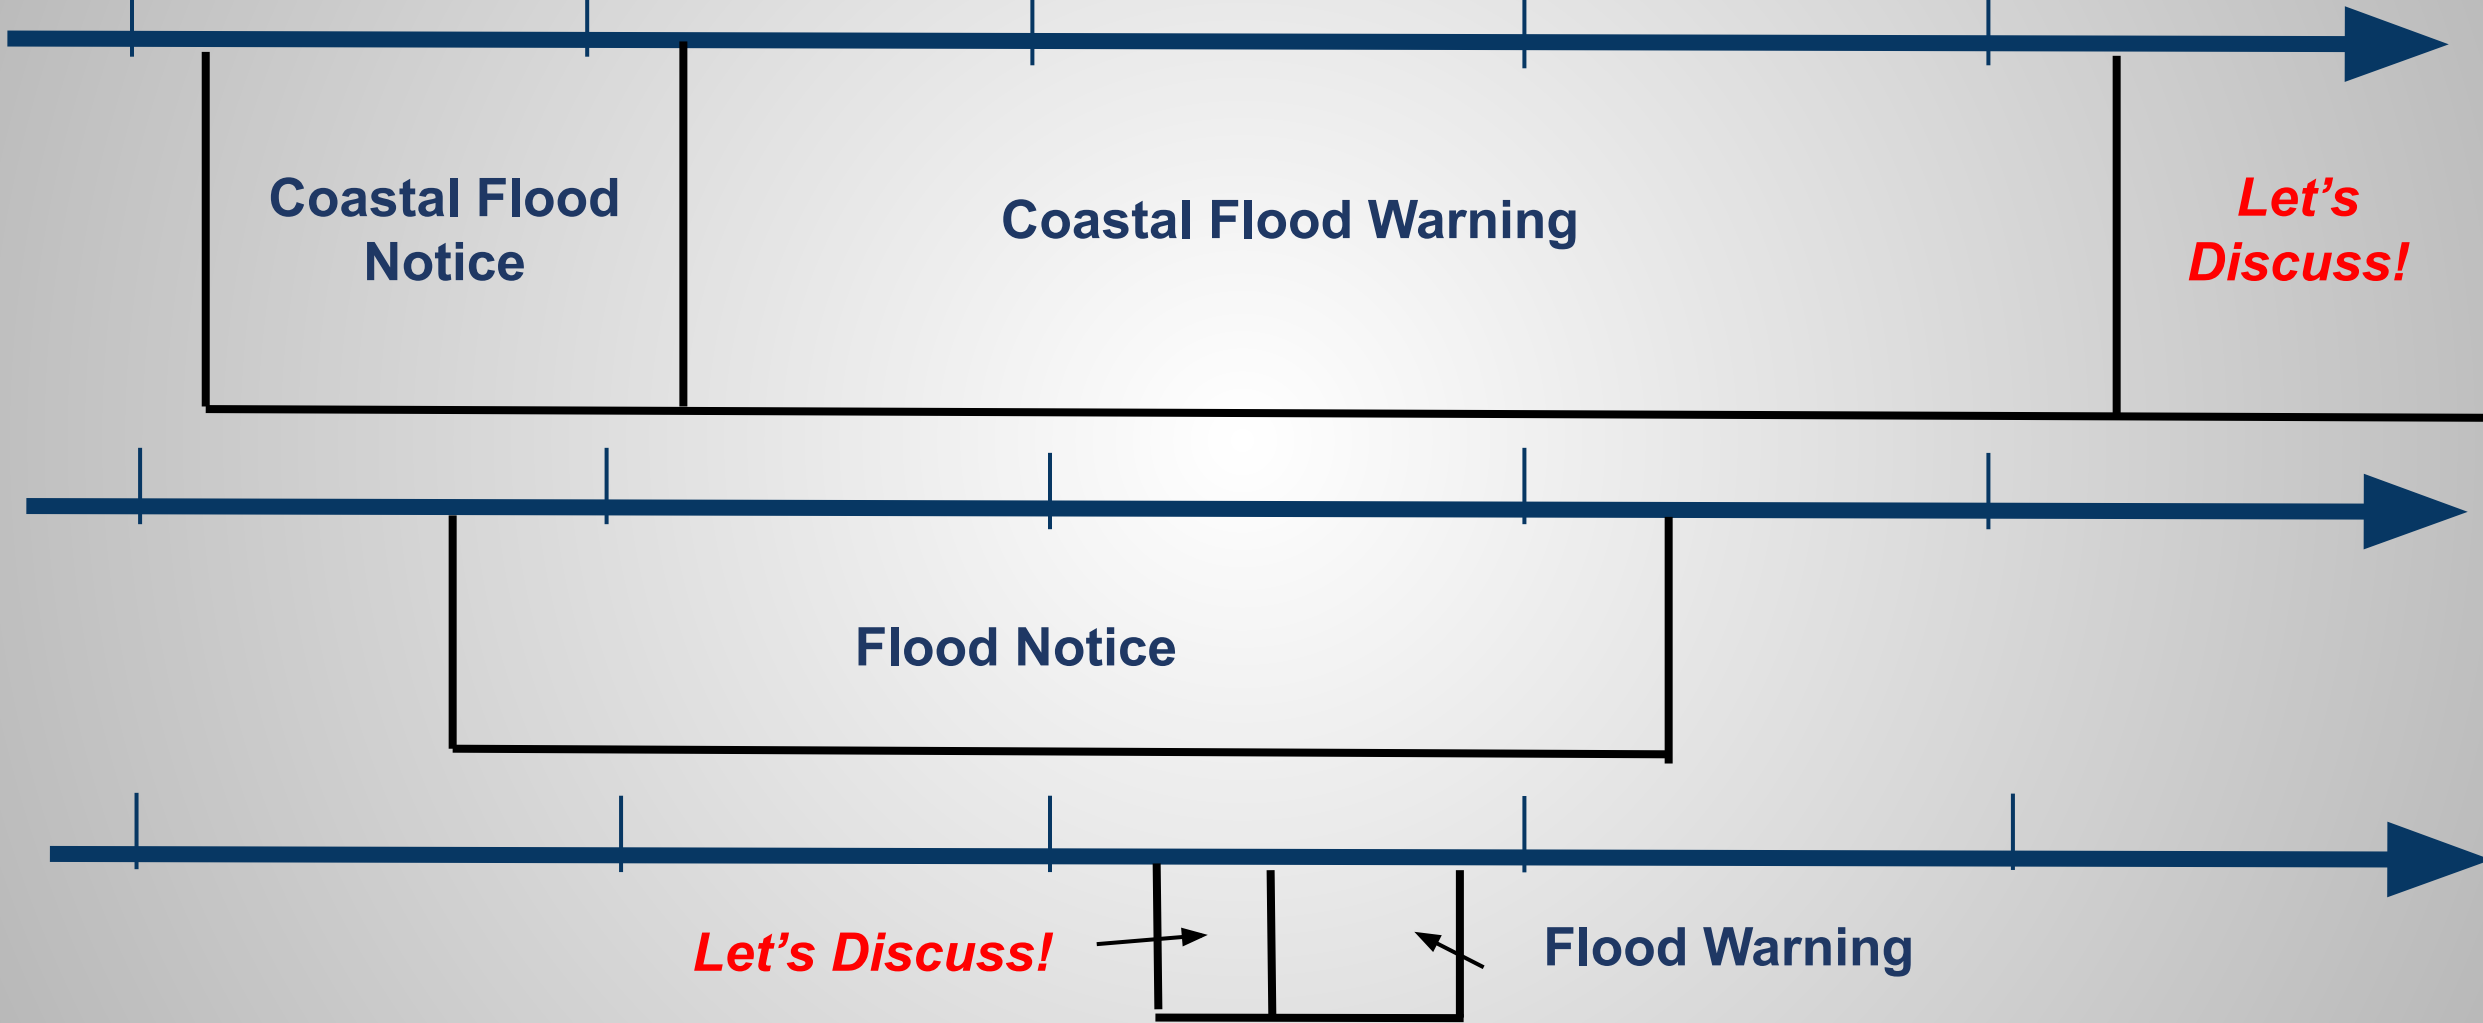 Coastal Flood
Notice
Coastal Flood Warning
Let’s
Discuss!
Flood Notice
Let’s Discuss!
Flood Warning